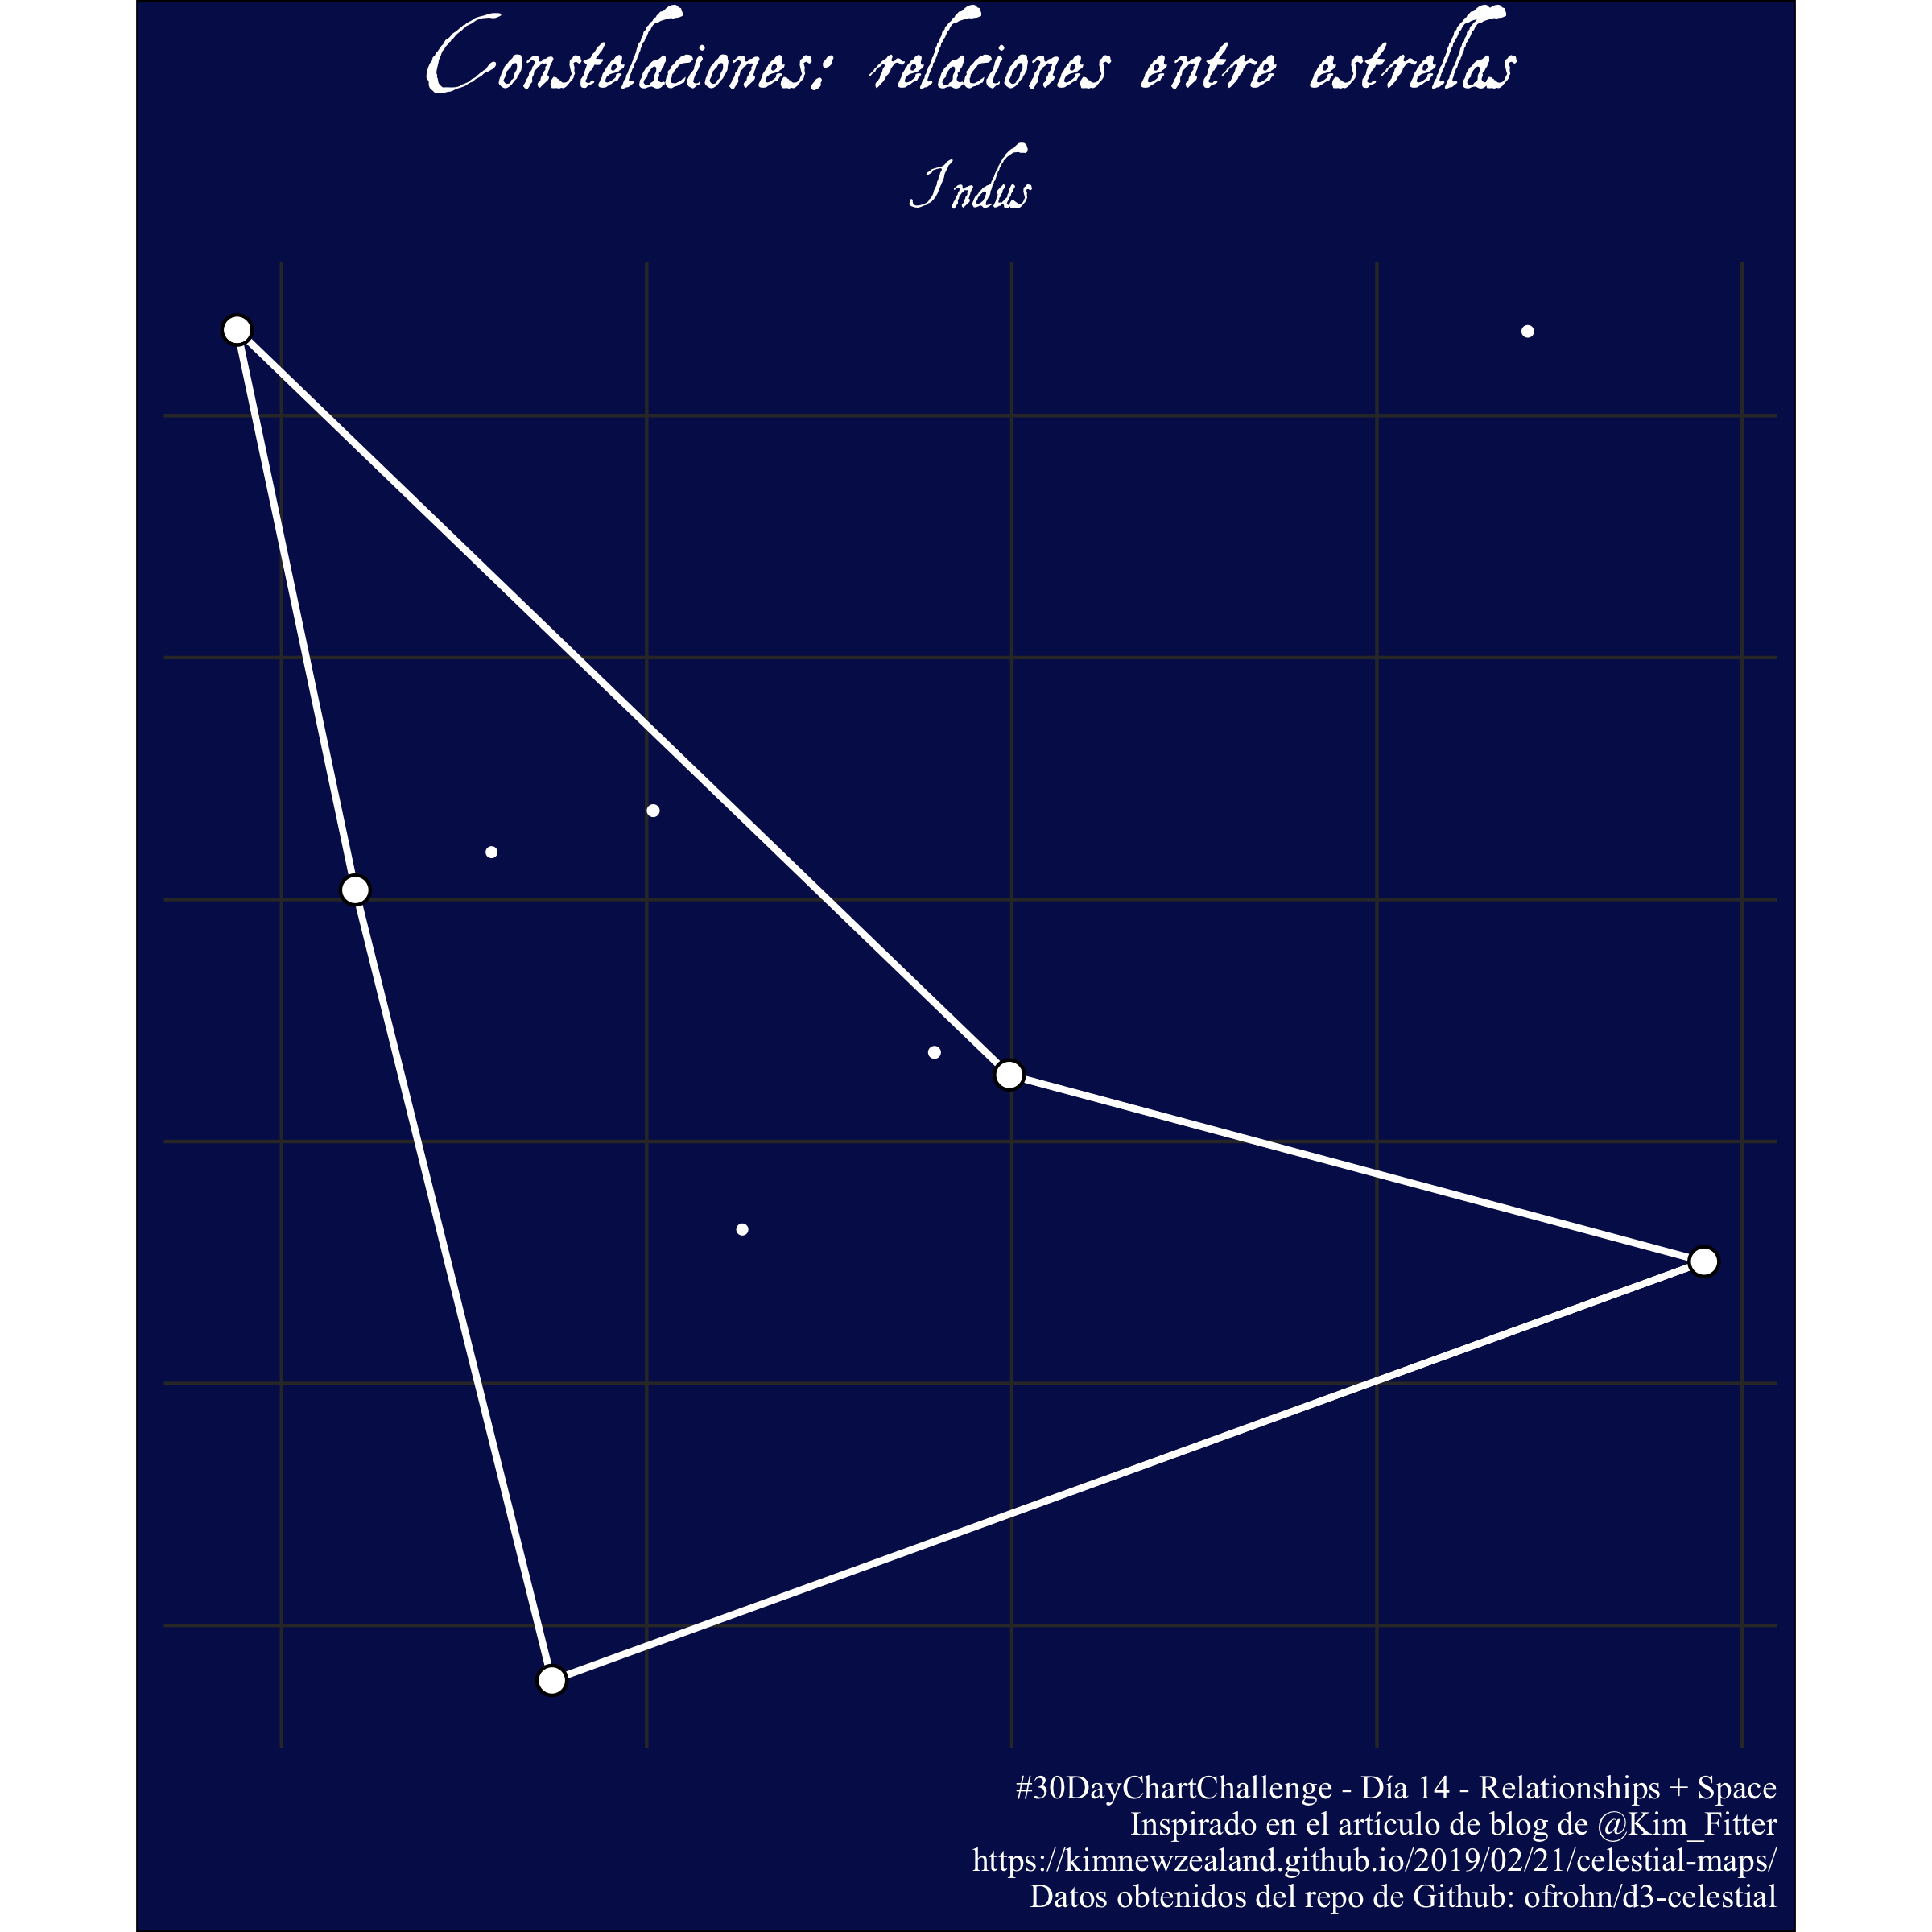 Constelaciones: relaciones entre estrellas
Indus
#30DayChartChallenge - Día 14 - Relationships + Space
Inspirado en el artículo de blog de @Kim_Fitter
https://kimnewzealand.github.io/2019/02/21/celestial-maps/
Datos obtenidos del repo de Github: ofrohn/d3-celestial